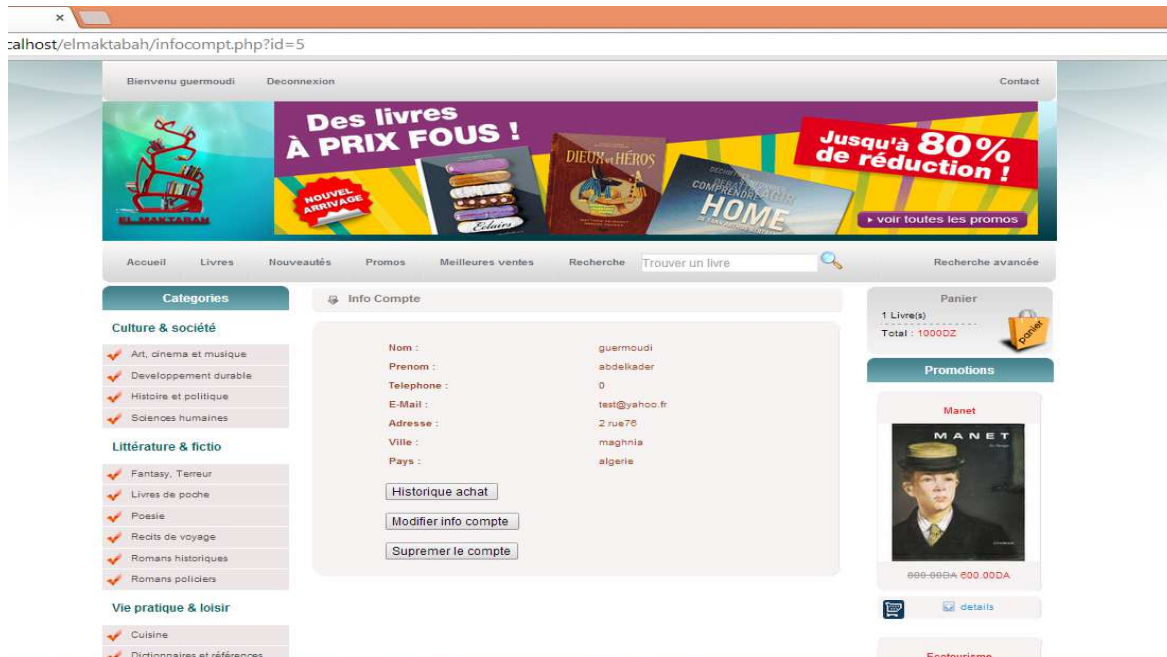 calhost/elmaktabah/infocompt.php?id=5
Bienvenu guermoudi Deconnexion Contact
EL MAKTABAH
Des livres
À PRIX FOUS !
NOUVEL
ARRIVAGE
Eclairs
DIEUX et HÉROS
COMPRENDRE
HOME
Jusqu'à 80%
de réduction !
voir toutes les promos
Accueil Livres Nouveautés Promos Meilleures ventes Recherche Trouver un livre Recherche avancée
Categories
Culture & société
Art, cinema et musique
Developpement durable
Histoire et politique
Sciences humaines
Littérature & fictio
Fantasy, Terreur
Livres de poche
Poesie
Recits de voyage
Romans historiques
Romans policiers
Vie pratique & loisir
Cuisine
Dictionnaires et références
Info Compte
Nom : guermoudi
Prenom : abdelkader
Telephone : 0
E-Mail : test@yahoo.fr
Adresse : 2 rue76
Ville : maghnia
Pays : algerie
Historique achat
Modifier info compte
Supremer le compte
Panier
1 Livre(s)
Total : 1000DZ
panier
Promotions
Manet
MANET
600.00DA
details
Ecotourisme